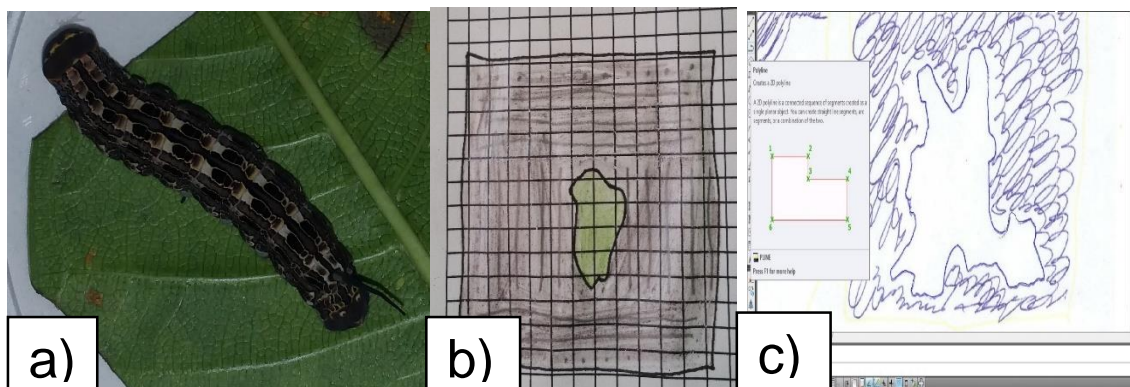 a)
b)
c)
Polyline
Creates a 2D polyline
A 2D polyline is a connected sequence of segments created as a
single planar object. You can create straight line segments, arc
segments, or a combination of the two.
1
2
3
4
6
5
PLINE
Press F1 for more help